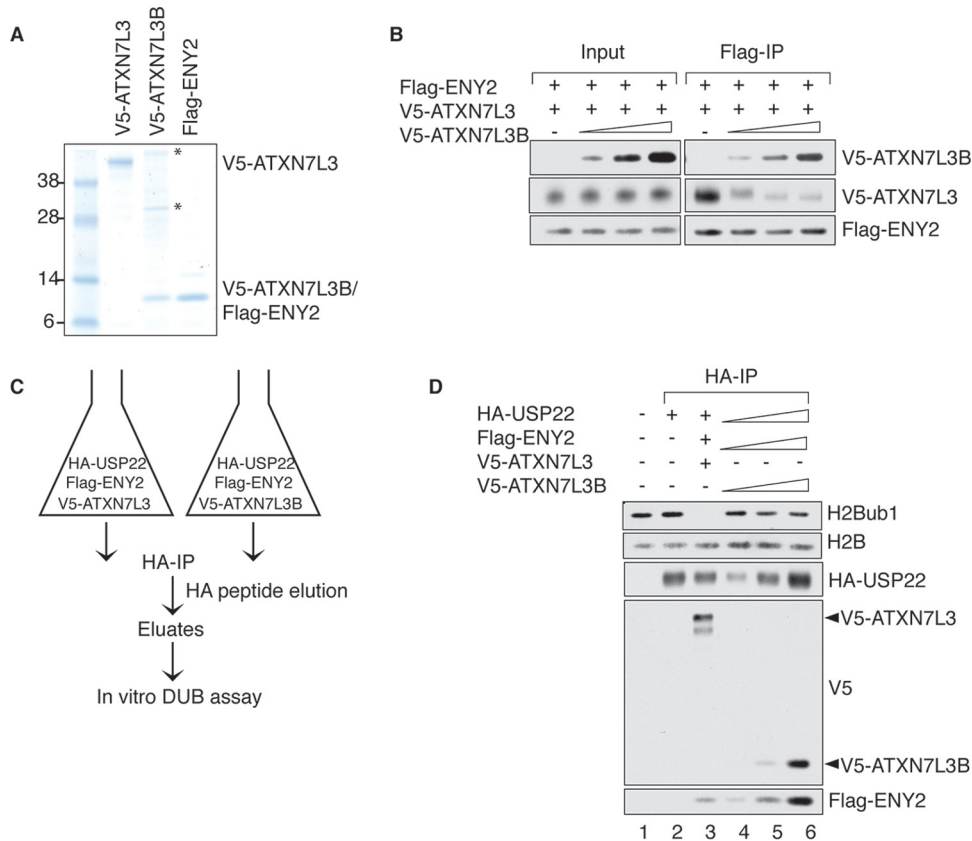 A
V5-ATXN7L3
V5-ATXN7L3B
Flag-ENY2
*
V5-ATXN7L3
38
*
28
14
V5-ATXN7L3B/
Flag-ENY2
6
B
Input Flag-IP
Flag-ENY2 + + + + + + + +
V5-ATXN7L3 + + + + + + + +
V5-ATXN7L3B - -
V5-ATXN7L3B
V5-ATXN7L3
Flag-ENY2
C
HA-USP22
Flag-ENY2
V5-ATXN7L3
HA-USP22
Flag-ENY2
V5-ATXN7L3B
HA-IP
HA peptide elution
Eluates
In vitro DUB assay
D
HA-IP
HA-USP22 - + +
Flag-ENY2 - - +
V5-ATXN7L3 - - + - - -
V5-ATXN7L3B - - -
H2Bub1
H2B
HA-USP22
V5-ATXN7L3
V5
V5-ATXN7L3B
Flag-ENY2
1 2 3 4 5 6